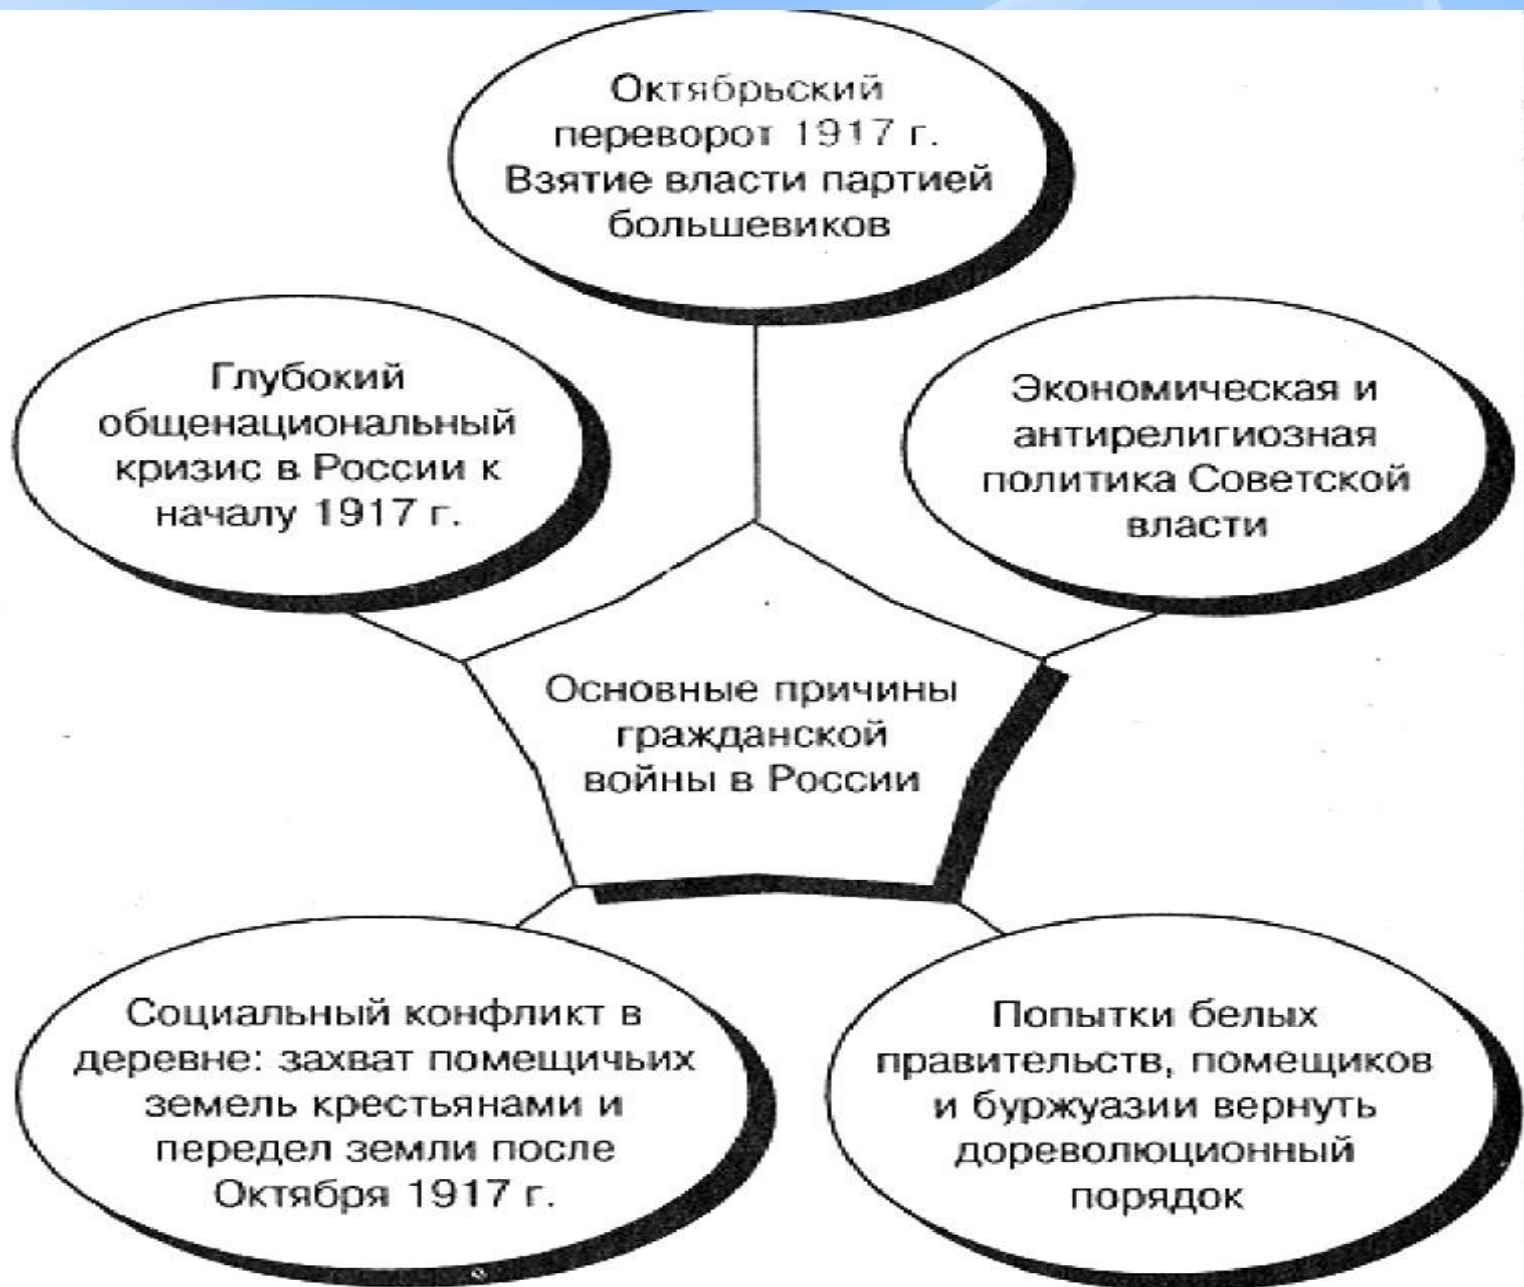 Октябрьский
переворот 1917 г.
Взятие власти партией
большевиков
Глубокий
общенациональный
кризис в России к
началу 1917 г.
Экономическая и
антирелигиозная
политика Советской
власти
Основные причины
гражданской
войны в России
Социальный конфликт в
деревне: захват помещичьих
земель крестьянами и
передел земли после
Октября 1917 г.
Попытки белых
правительств, помещиков
и буржуазии вернуть
дореволюционный
порядок